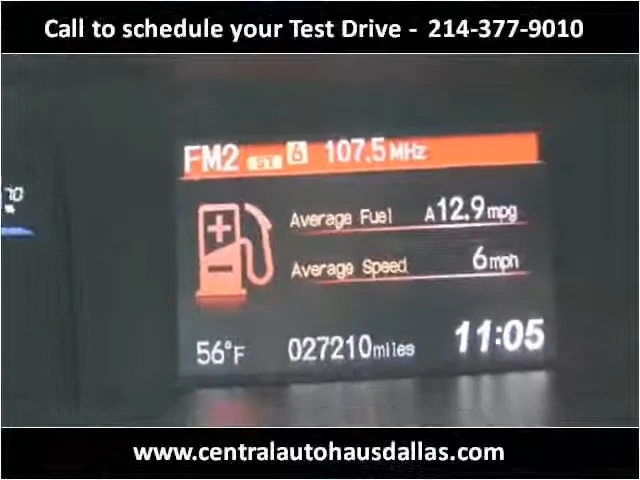 Call to schedule your Test Drive - 214-377-9010
FM2 ST 6 107.5 MHz
70
Average Fuel A12.9 mpg
Average Speed 6 mph
56°F 027210 miles 11:05
www.centralautohausdallas.com